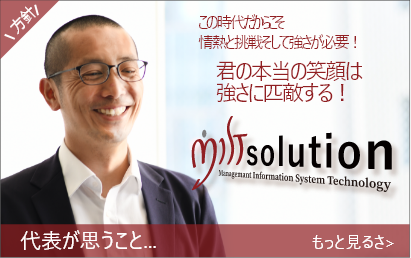 \方針/
この時代だからこそ
情熱と挑戦そして強さが必要！
君の本当の笑顔は
強さに匹敵する！
MIST solution
Managemant Information System Technology
代表が思うこと...
もっと見るさ>